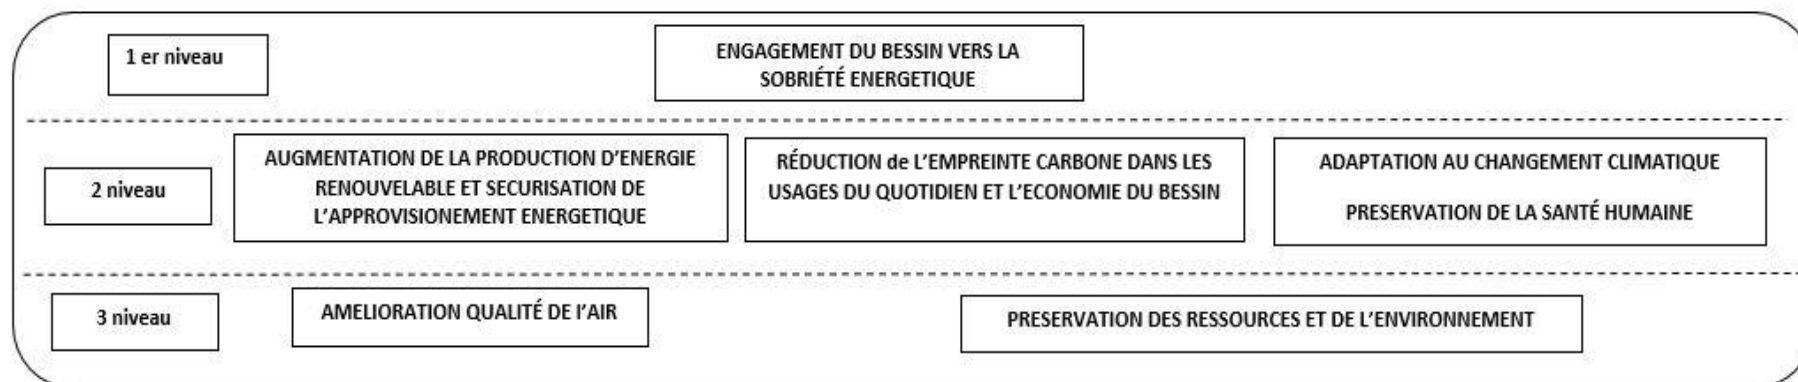 1 er niveau
ENGAGEMENT DU BESSIN VERS LA
SOBRIÉTÉ ENERGETIQUE
2 niveau
AUGMENTATION DE LA PRODUCTION D'ENERGIE
RENOUVELABLE ET SECURISATION DE
L'APPROVISIONEMENT ENERGETIQUE
RÉDUCTION de L'EMPREINTE CARBONE DANS LES
USAGES DU QUOTIDIEN ET L'ECONOMIE DU BESSIN
ADAPTATION AU CHANGEMENT CLIMATIQUE
PRESERVATION DE LA SANTÉ HUMAINE
3 niveau
AMELIORATION QUALITÉ DE l'AIR
PRESERVATION DES RESSOURCES ET DE L'ENVIRONNEMENT